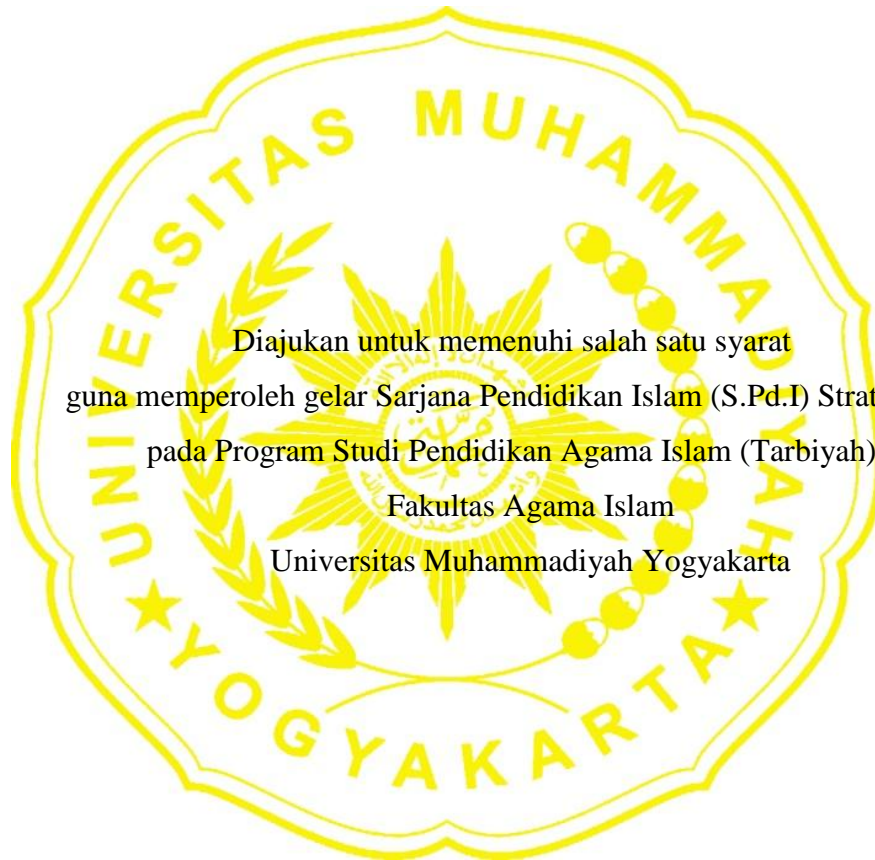 UNIVERSITAS MUHAMMADIYAH
Diajukan untuk memenuhi salah satu syarat
guna memperoleh gelar Sarjana Pendidikan Islam (S.Pd.I) Strat
pada Program Studi Pendidikan Agama Islam (Tarbiyah)
Fakultas Agama Islam
Universitas Muhammadiyah Yogyakarta
★ YOGYAKARTA ★